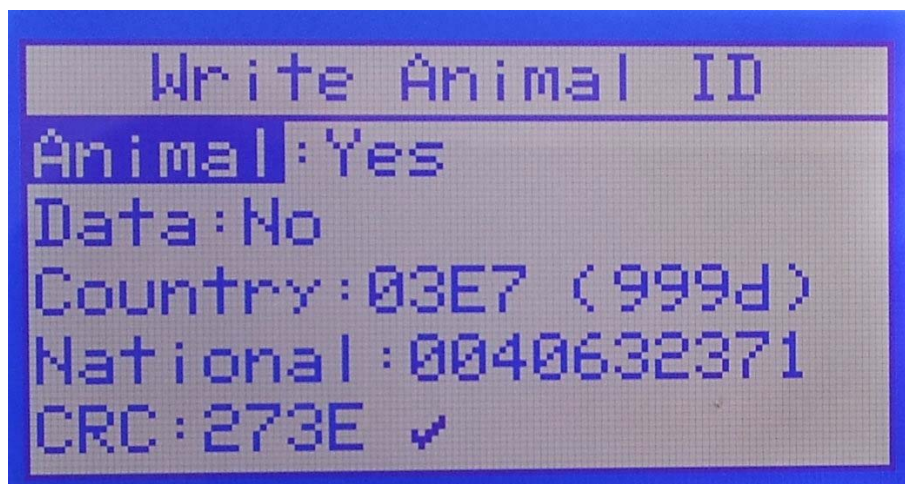 Write Animal ID
Animal:Yes
Data:No
Country:03E7 (999d)
National:0040632371
CRC:273E ✔